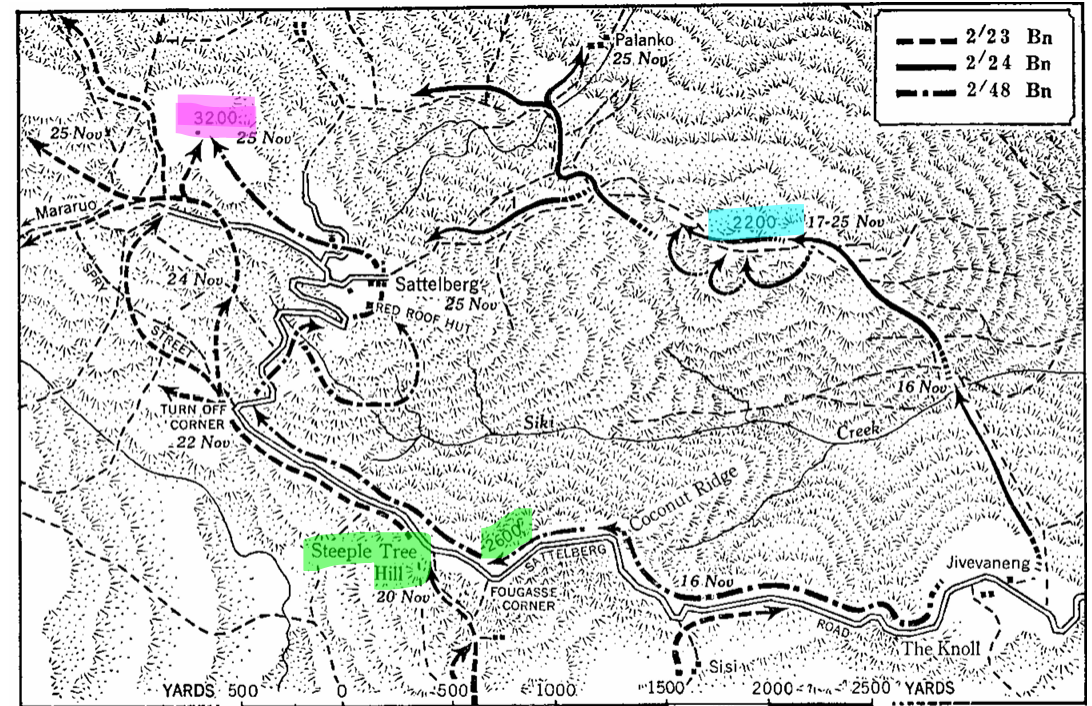 2/23 Bn
2/24 Bn
2/48 Bn
Palanko
25 Nov
3200
25 Nov
25 Nov
Mararuo
2200
17-25 Nov
24 Nov
SPRY
STREET
Sattelberg
25 Nov
RED ROOF HUT
16 Nov
TURN OFF
CORNER
22 Nov
Siki
Creek
Coconut Ridge
2600
Steeple Tree
Hill
20 Nov
SATTELBERG
FOUGASSE
CORNER
16 Nov
Jivevaneng
ROAD
The Knoll
Sisi
YARDS 500 0 500 1000 1500 2000 2500 YARDS